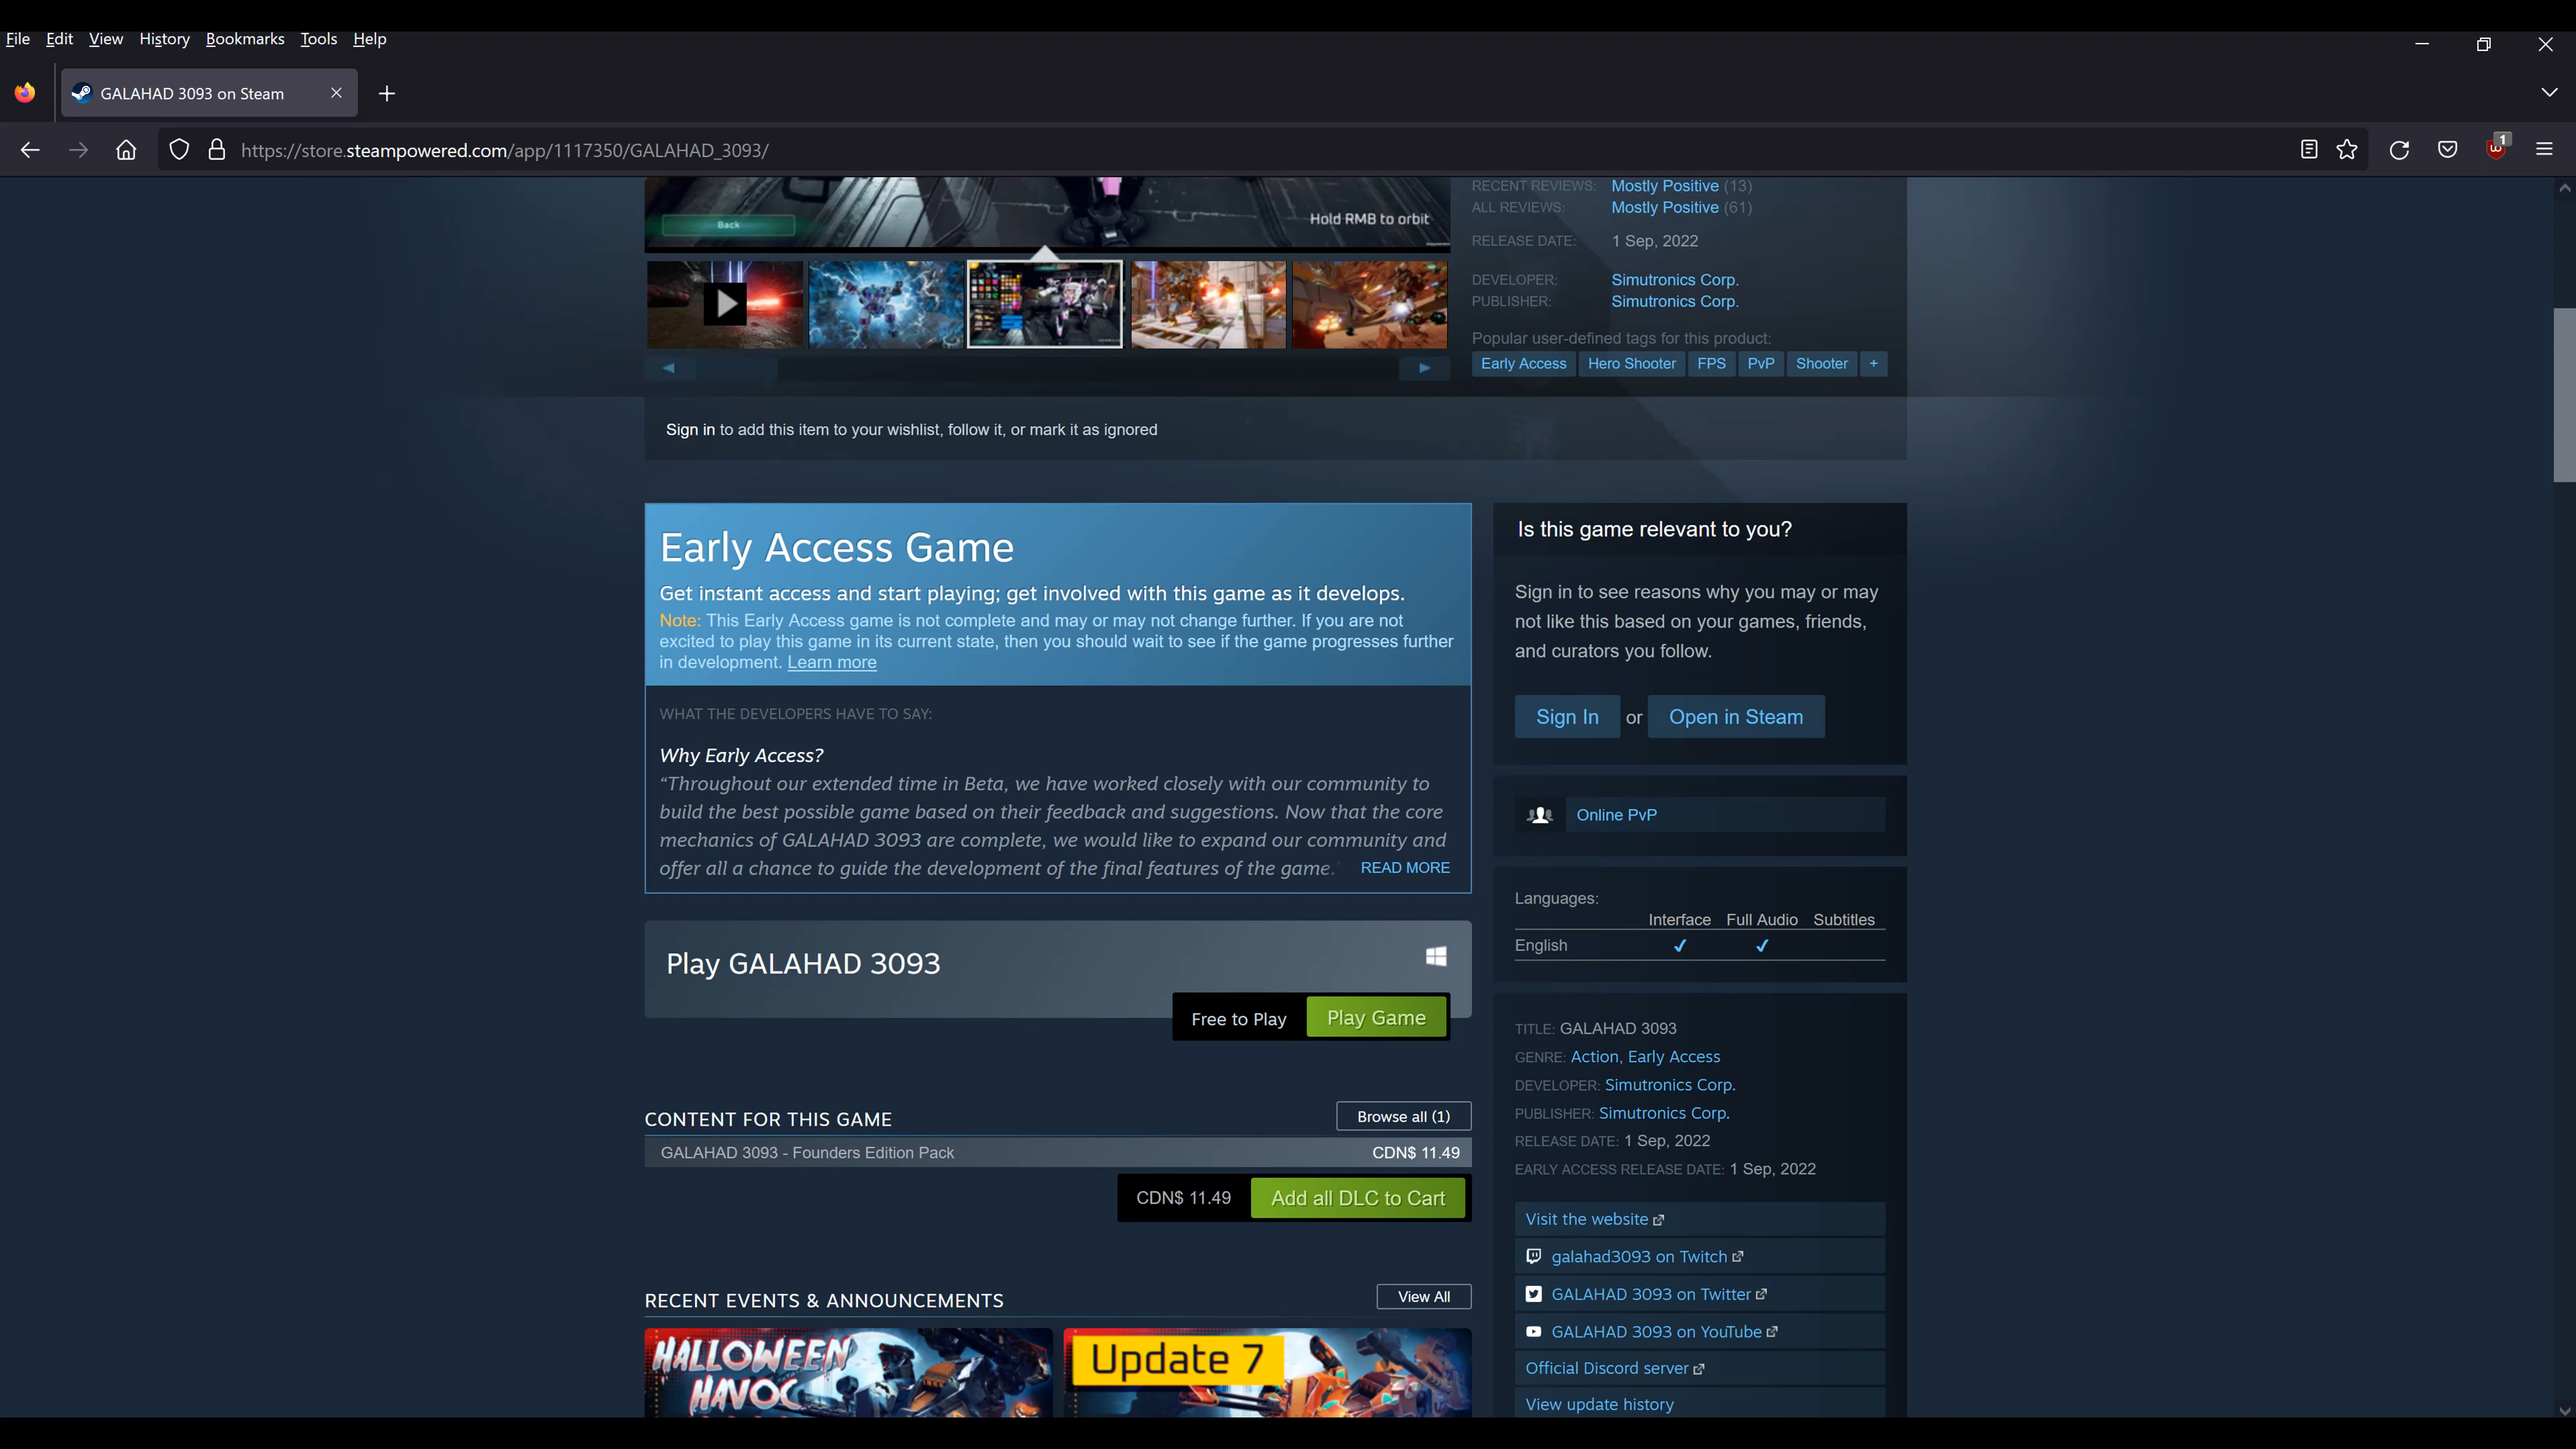 File Edit View History Bookmarks Tools Help
GALAHAD 3093 on Steam
https://store.steampowered.com/app/1117350/GALAHAD_3093/
1
Back
Hold RMB to orbit
RECENT REVIEWS: Mostly Positive (13)
ALL REVIEWS: Mostly Positive (61)
RELEASE DATE: 1 Sep, 2022
DEVELOPER: Simutronics Corp.
PUBLISHER: Simutronics Corp.
Popular user-defined tags for this product:
Early Access Hero Shooter FPS PvP Shooter +
Sign in to add this item to your wishlist, follow it, or mark it as ignored
Early Access Game
Get instant access and start playing; get involved with this game as it develops.
Note: This Early Access game is not complete and may or may not change further. If you are not
excited to play this game in its current state, then you should wait to see if the game progresses further
in development. Learn more
WHAT THE DEVELOPERS HAVE TO SAY:
Why Early Access?
“Throughout our extended time in Beta, we have worked closely with our community to
build the best possible game based on their feedback and suggestions. Now that the core
mechanics of GALAHAD 3093 are complete, we would like to expand our community and
offer all a chance to guide the development of the final features of the game.” READ MORE
Play GALAHAD 3093
Free to Play Play Game
CONTENT FOR THIS GAME Browse all (1)
GALAHAD 3093 - Founders Edition Pack CDN$ 11.49
CDN$ 11.49 Add all DLC to Cart
RECENT EVENTS & ANNOUNCEMENTS View All
HALLOWEEN
HAVOC
Update 7
Is this game relevant to you?
Sign in to see reasons why you may or may
not like this based on your games, friends,
and curators you follow.
Sign In or Open in Steam
Online PvP
Languages:
Interface Full Audio Subtitles
English ✔ ✔
TITLE: GALAHAD 3093
GENRE: Action, Early Access
DEVELOPER: Simutronics Corp.
PUBLISHER: Simutronics Corp.
RELEASE DATE: 1 Sep, 2022
EARLY ACCESS RELEASE DATE: 1 Sep, 2022
Visit the website
galahad3093 on Twitch
GALAHAD 3093 on Twitter
GALAHAD 3093 on YouTube
Official Discord server
View update history